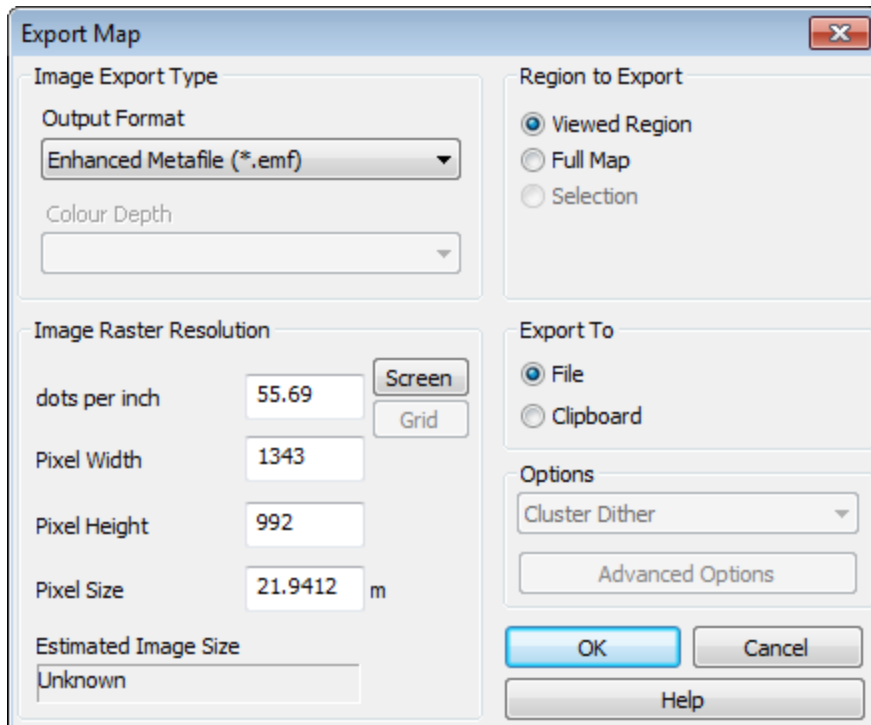 Export Map
Image Export Type
Output Format
Enhanced Metafile (*.emf)
Colour Depth
Region to Export
Viewed Region
Full Map
Selection
Image Raster Resolution
dots per inch 55.69 Screen
Grid
Pixel Width 1343
Pixel Height 992
Pixel Size 21.9412 m
Estimated Image Size
Unknown
Export To
File
Clipboard
Options
Cluster Dither
Advanced Options
OK Cancel
Help